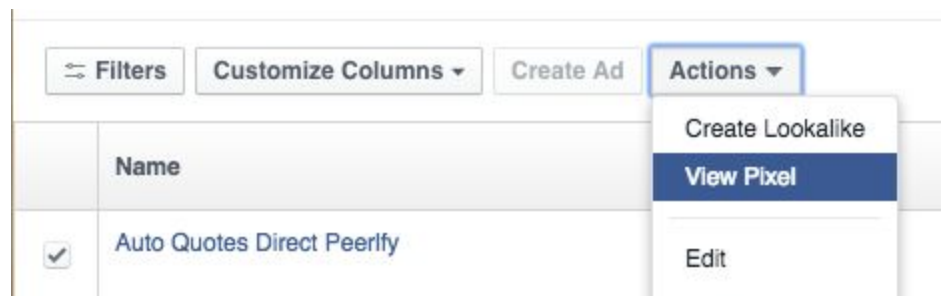 Filters Customize Columns Create Ad Actions
Create Lookalike
Name
View Pixel
Auto Quotes Direct Peerlfy
Edit